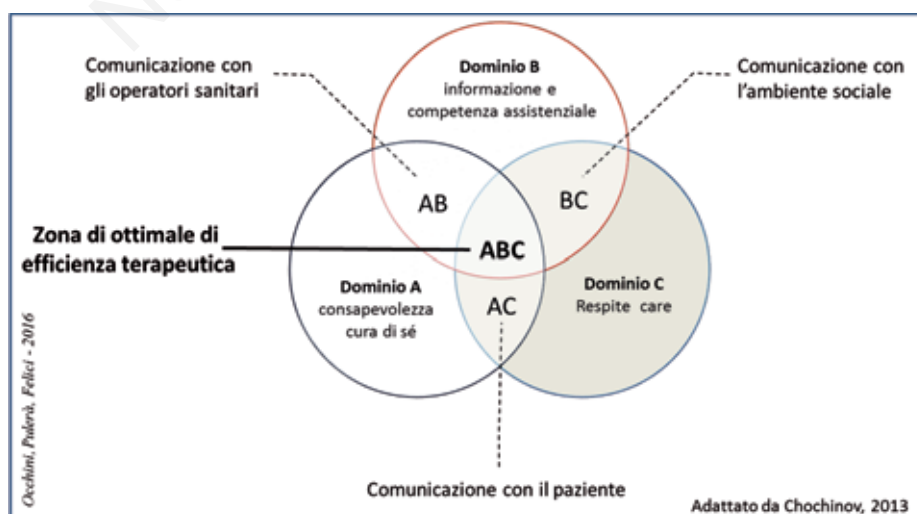 Comunicazione con
gli operatori sanitari
Dominio B
informazione e
competenza assistenziale
Comunicazione con
l'ambiente sociale
AB
BC
Zona di ottimale di
efficienza terapeutica
ABC
Dominio A
consapevolezza
cura di sé
AC
Dominio C
Respite care
Comunicazione con il paziente
Occhini, Pulerà, Felici - 2016
Adattato da Chochinov, 2013